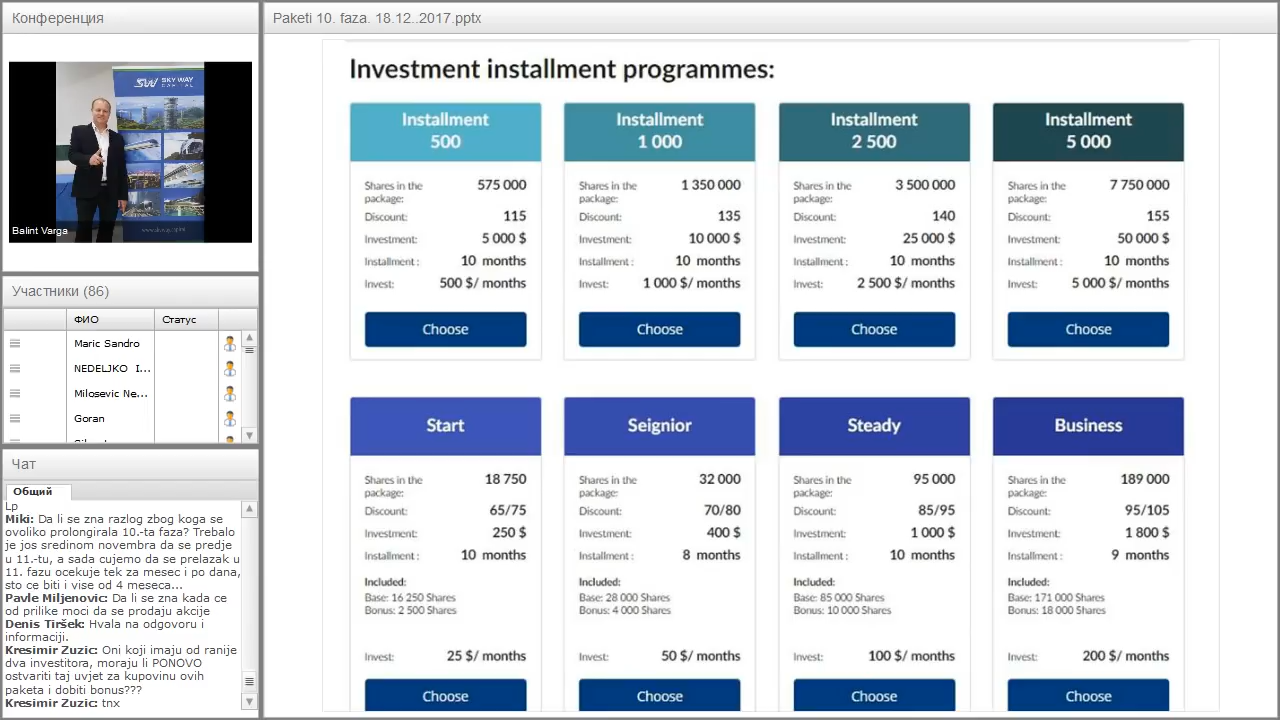 Конференция
SKY WAY
CAPITAL
Balint Varga
Участники (86)
ФИО
Статус
Maric Sandro
NEDELJKO I...
Milosevic Ne...
Goran
Чат
Общий
Lp
Miki: Da li se zna razlog zbog koga se
ovoliko prolongirala 10.-ta faza? Trebalo
je jos sredinom novembra da se predje
u 11.-tu, a sada cujemo da se prelazak u
11. fazu ocekuje tek za mesec i po dana,
sto ce biti i vise od 4 meseca..
Pavle Miljenovic: Da li se zna kada ce
od prilike moci da se prodaju akcije
Denis Tiršek: Hvala na odgovoru i
informaciji.
Kresimir Zuzic: Oni koji imaju od ranije
dva investitora, moraju li PONOVO
ostvariti taj uvjet za kupovinu ovih
paketa i dobiti bonus???
Kresimir Zuzic: tnx
Paketi 10. faza. 18.12..2017.pptx
Investment installment programmes:
Installment
500
Shares in the
package: 575 000
Discount: 115
Investment: 5 000 $
Installment : 10 months
Invest: 500 $/ months
Choose
Installment
1 000
Shares in the
package: 1 350 000
Discount: 135
Investment: 10 000 $
Installment : 10 months
Invest: 1 000 $/ months
Choose
Installment
2 500
Shares in the
package: 3 500 000
Discount: 140
Investment: 25 000 $
Installment : 10 months
Invest: 2 500 $/ months
Choose
Installment
5 000
Shares in the
package: 7 750 000
Discount: 155
Investment: 50 000 $
Installment : 10 months
Invest: 5 000 $/ months
Choose
Start
Shares in the
package: 18 750
Discount: 65/75
Investment: 250 $
Installment : 10 months
Included:
Base: 16 250 Shares
Bonus: 2 500 Shares
Invest: 25 $/ months
Choose
Seignior
Shares in the
package: 32 000
Discount: 70/80
Investment: 400 $
Installment : 8 months
Included:
Base: 28 000 Shares
Bonus: 4 000 Shares
Invest: 50 $/ months
Choose
Steady
Shares in the
package: 95 000
Discount: 85/95
Investment: 1 000 $
Installment : 10 months
Included:
Base: 85 000 Shares
Bonus: 10 000 Shares
Invest: 100 $/ months
Choose
Business
Shares in the
package: 189 000
Discount: 95/105
Investment: 1 800 $
Installment : 9 months
Included:
Base: 171 000 Shares
Bonus: 18 000 Shares
Invest: 200 $/ months
Choose